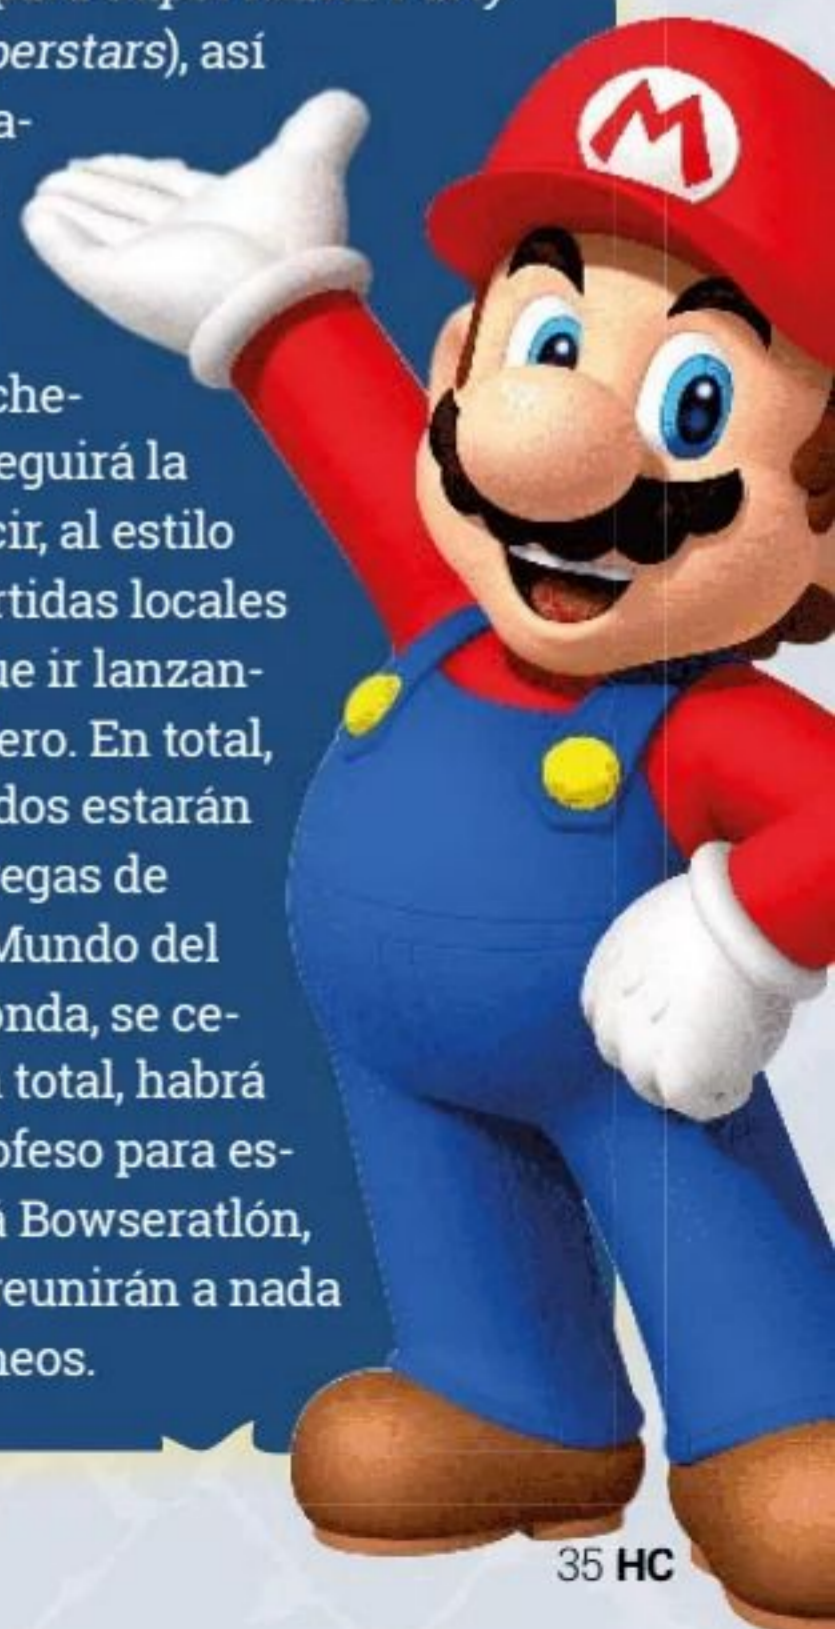 perstars), así
a-
M
che-
eguirá la
cir, al estilo
rtidas locales
ue ir lanzan-
ero. En total,
dos estarán
egas de
Mundo del
onda, se ce-
total, habrá
ofeso para es-
á Bowseratlón,
reunirán a nada
neos.
35 HC